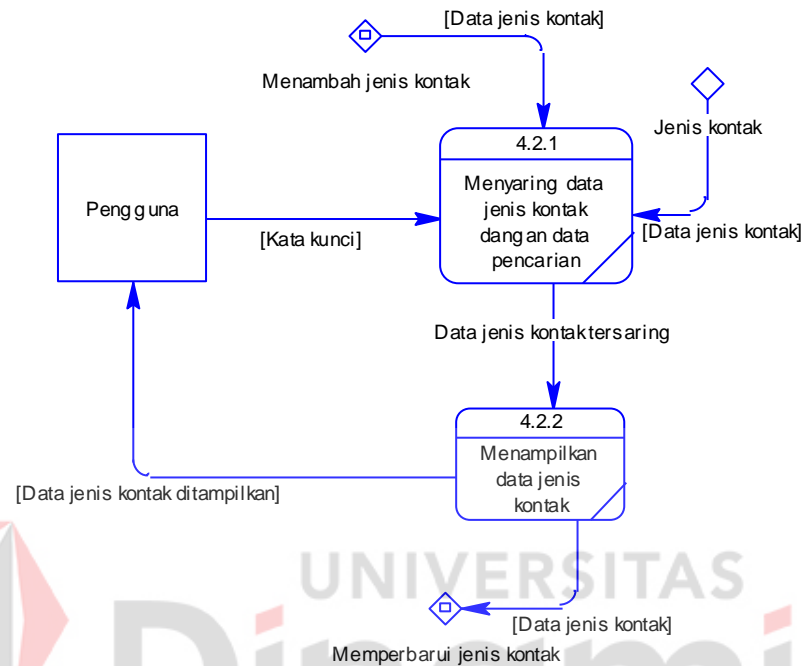 [Data jenis kontak]
Menambah jenis kontak
Jenis kontak
4.2.1
Menyaring data
jenis kontak
dangan data
pencarian
Pengguna
[Kata kunci]
[Data jenis kontak]
Data jenis kontak tersaring
4.2.2
Menampilkan
data jenis
kontak
[Data jenis kontak ditampilkan]
UNIVERSITAS
[Data jenis kontak]
Memperbarui jenis kontak